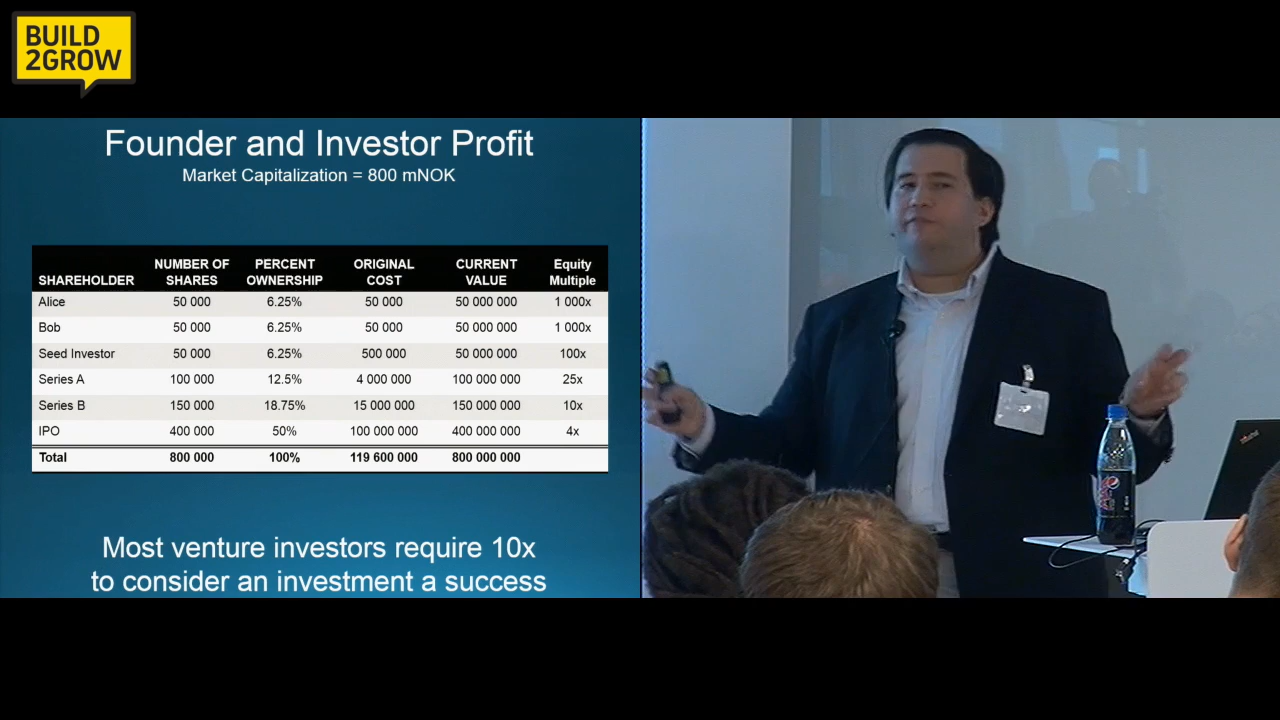 BUILD
2GROW
Founder and Investor Profit
Market Capitalization = 800 mNOK
SHAREHOLDER NUMBER OF SHARES PERCENT OWNERSHIP ORIGINAL COST CURRENT VALUE Equity Multiple
Alice 50 000 6.25% 50 000 50 000 000 1 000x
Bob 50 000 6.25% 50 000 50 000 000 1 000x
Seed Investor 50 000 6.25% 500 000 50 000 000 100x
Series A 100 000 12.5% 4 000 000 100 000 000 25x
Series B 150 000 18.75% 15 000 000 150 000 000 10x
IPO 400 000 50% 100 000 000 400 000 000 4x
Total 800 000 100% 119 600 000 800 000 000
Most venture investors require 10x
to consider an investment a success